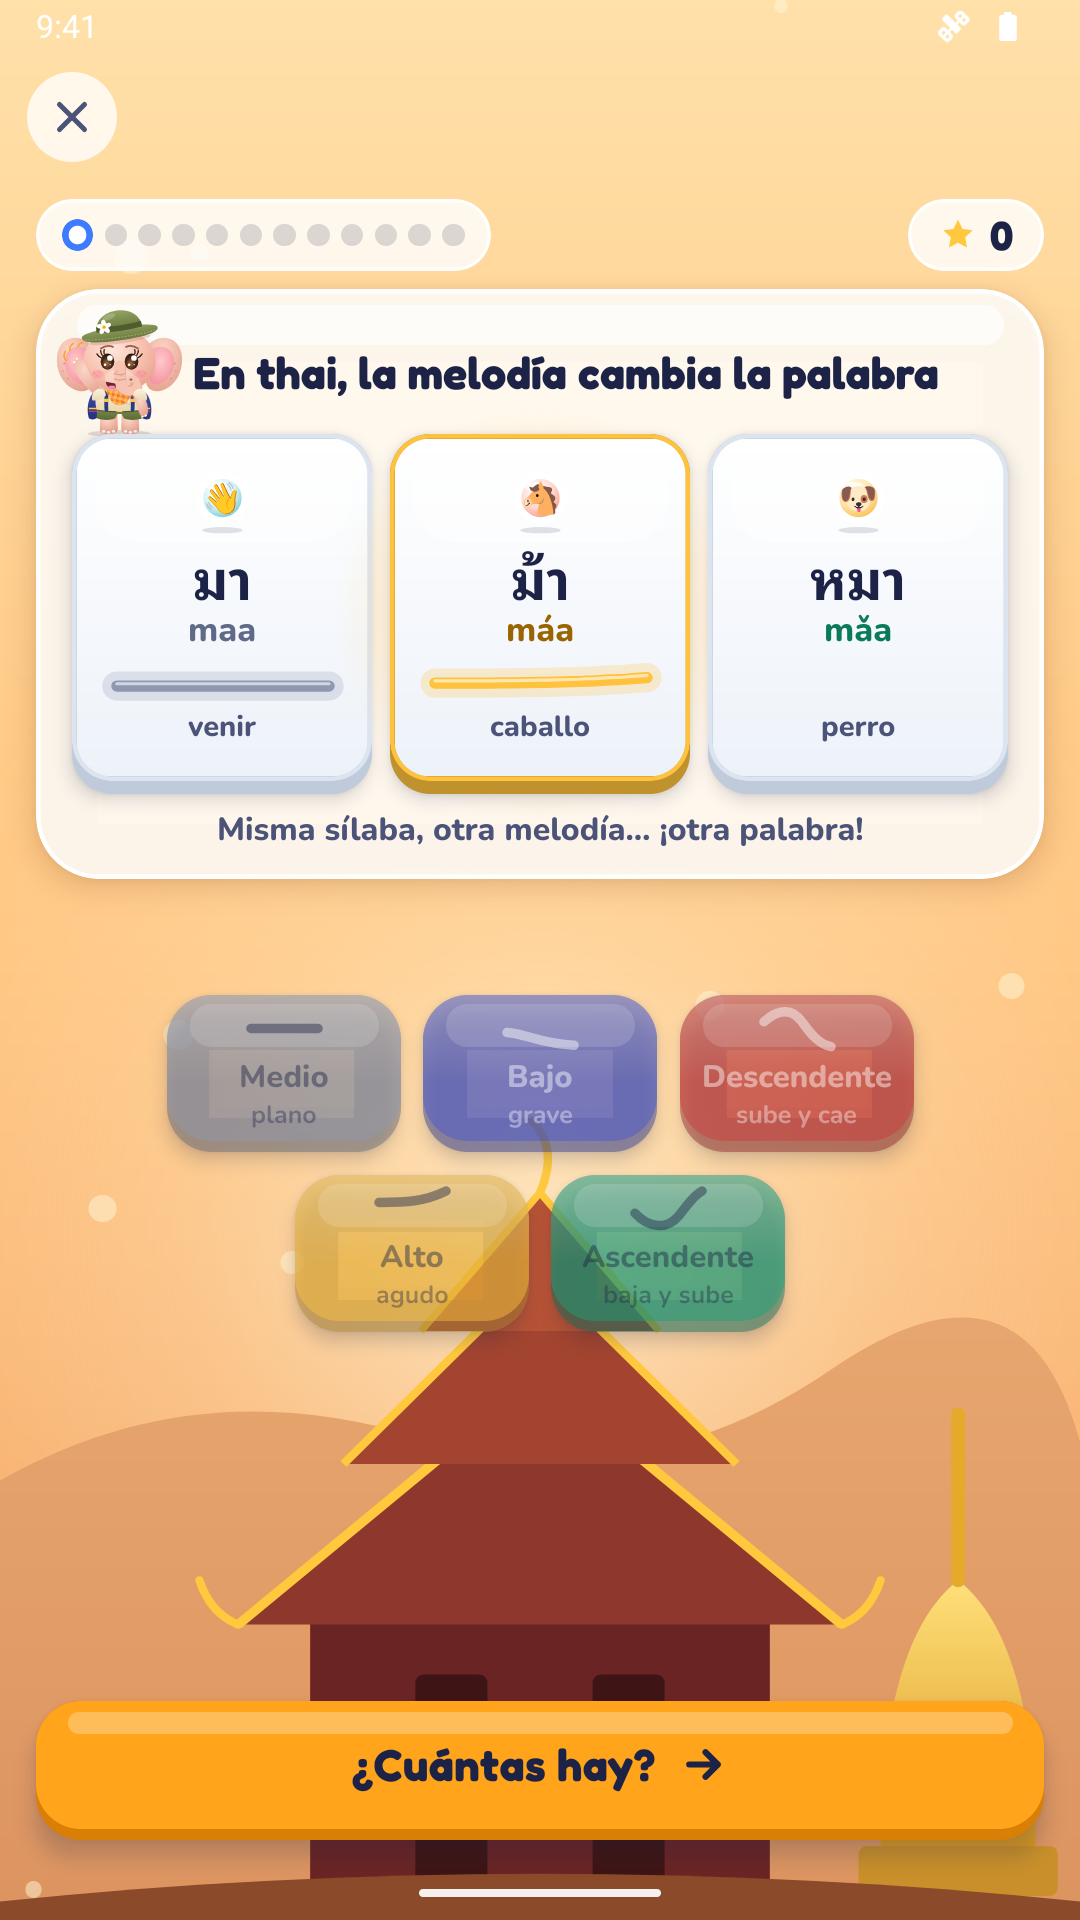 9:41
0
En thai, la melodía cambia la palabra
มา
maa
venir
ม้า
máa
caballo
หมา
mǎa
perro
Misma sílaba, otra melodía... ¡otra palabra!
Medio
plano
Bajo
grave
Descendente
sube y cae
Alto
agudo
Ascendente
baja y sube
¿Cuántas hay? →